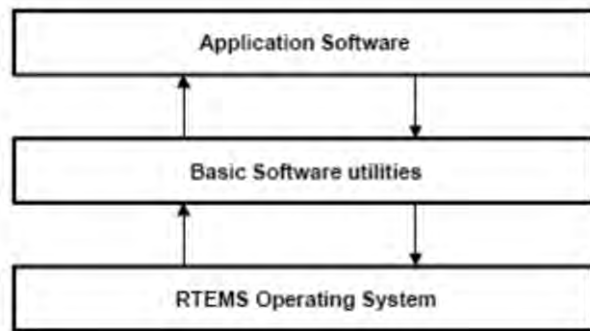 Application Software
Basic Software utilities
RTEMS Operating System